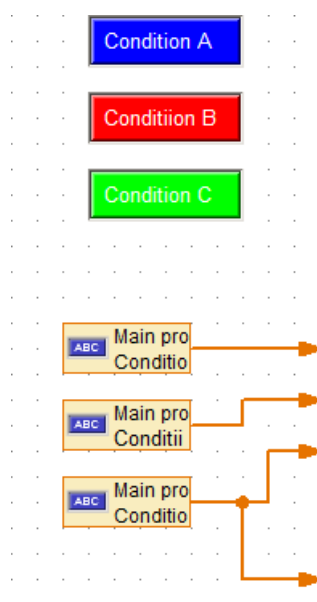 Condition A
Conditiion B
Condition C
ABC
Main pro
Conditio
ABC
Main pro
Conditii
ABC
Main pro
Conditio